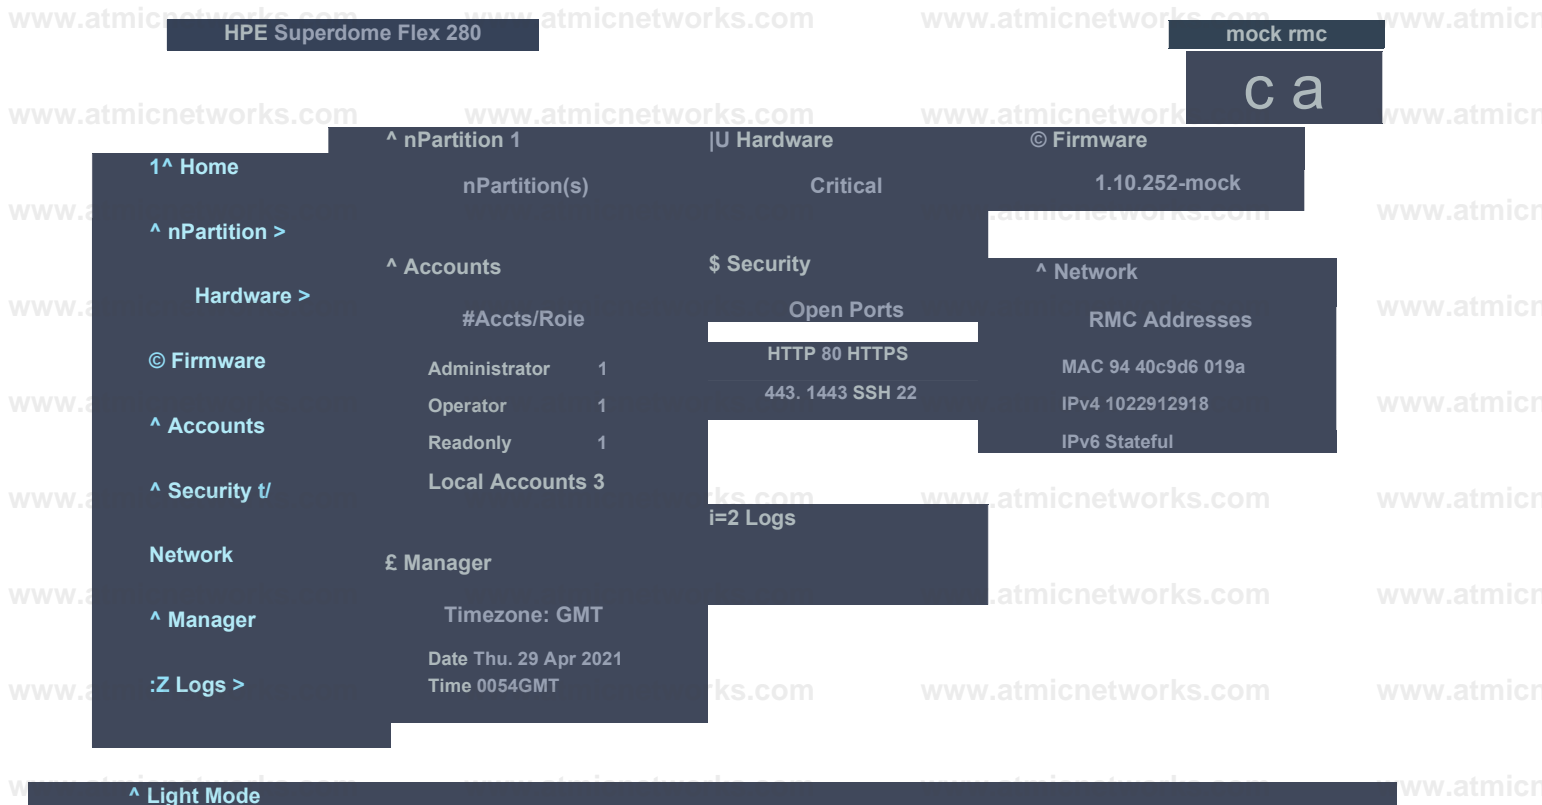 www.atmicnetworks.com
HPE Superdome Flex 280
mock rmc
c a
^ nPartition 1
|U Hardware
© Firmware
nPartition(s)
Critical
1.10.252-mock
1^ Home
^ nPartition >
Hardware >
© Firmware
^ Accounts
^ Security t/
Network
^ Manager
:Z Logs >
^ Accounts
#Accts/Roie
Administrator 1
Operator 1
Readonly 1
Local Accounts 3
$ Security
Open Ports
HTTP 80 HTTPS
443. 1443 SSH 22
^ Network
RMC Addresses
MAC 94 40c9d6 019a
IPv4 1022912918
IPv6 Stateful
£ Manager
Timezone: GMT
Date Thu. 29 Apr 2021
Time 0054GMT
i=2 Logs
^ Light Mode